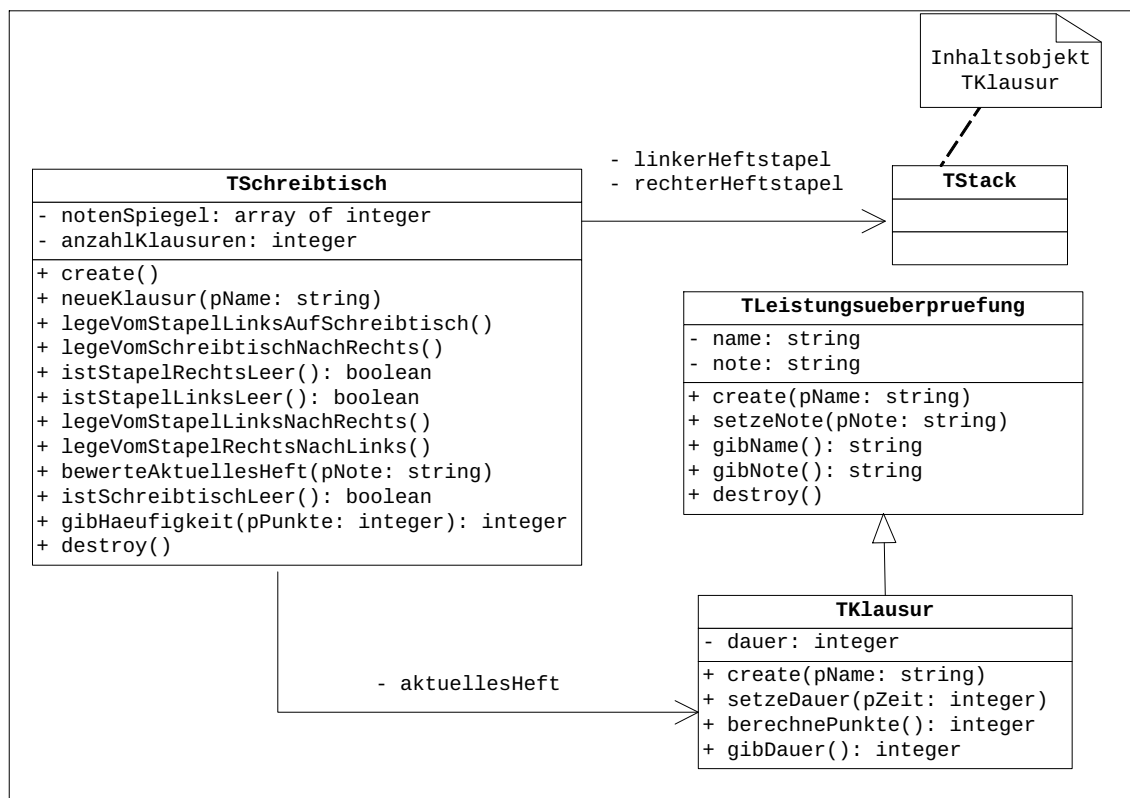 Inhaltsobjekt
TKlausur
- linkerHeftstapel
- rechterHeftstapel
TSchreibtisch
- notenSpiegel: array of integer
- anzahlKlausuren: integer
+ create()
+ neueKlausur(pName: string)
+ legeVomStapelLinksAufSchreibtisch()
+ legeVomSchreibtischNachRechts()
+ istStapelRechtsLeer(): boolean
+ istStapelLinksLeer(): boolean
+ legeVomStapelLinksNachRechts()
+ legeVomStapelRechtsNachLinks()
+ bewerteAktuellesHeft(pNote: string)
+ istSchreibtischLeer(): boolean
+ gibHaeufigkeit(pPunkte: integer): integer
+ destroy()
TStack
TLeistungsueberpruefung
- name: string
- note: string
+ create(pName: string)
+ setzeNote(pNote: string)
+ gibName(): string
+ gibNote(): string
+ destroy()
- aktuellesHeft
TKlausur
- dauer: integer
+ create(pName: string)
+ setzeDauer(pZeit: integer)
+ berechnePunkte(): integer
+ gibDauer(): integer